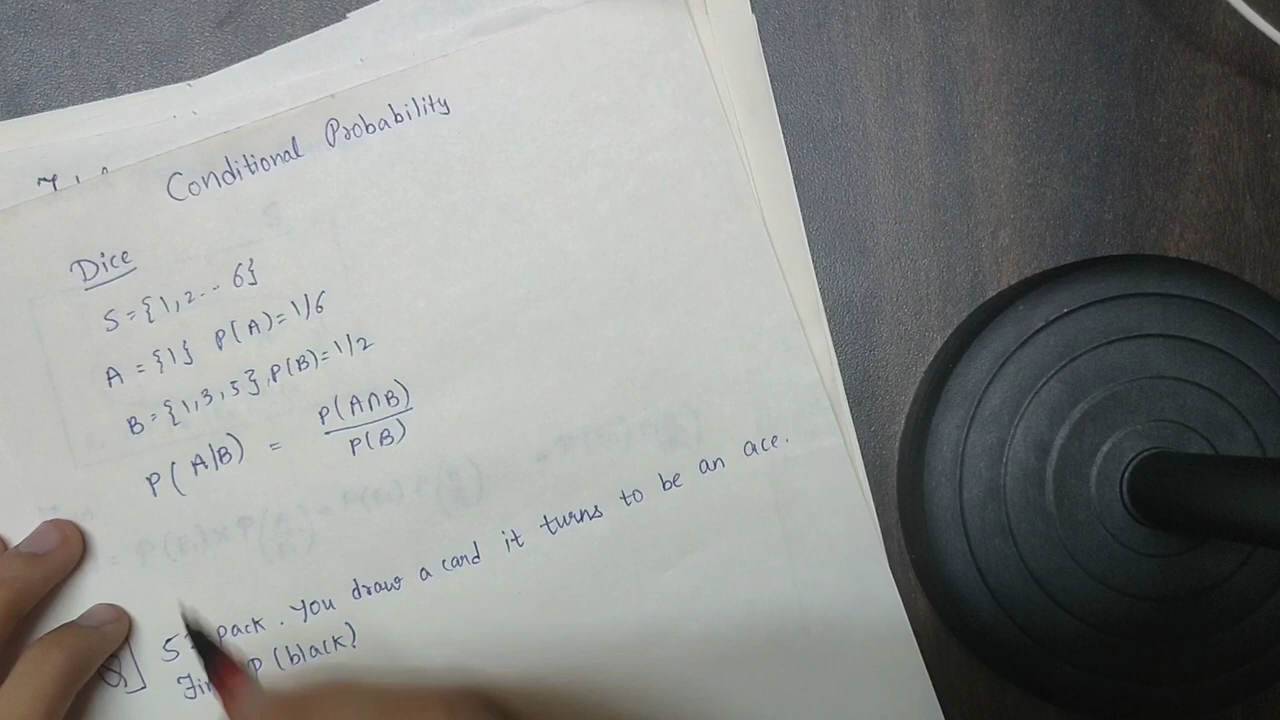 Conditional Probability
Dice
S={1,2... 6}
A = {1} P(A)=1/6
B={1,3,5},P(B)=1/2
P(A|B) = P(A∩B)/P(B)
Q] pack. You draw a card it turns to be an ace.
P(black)